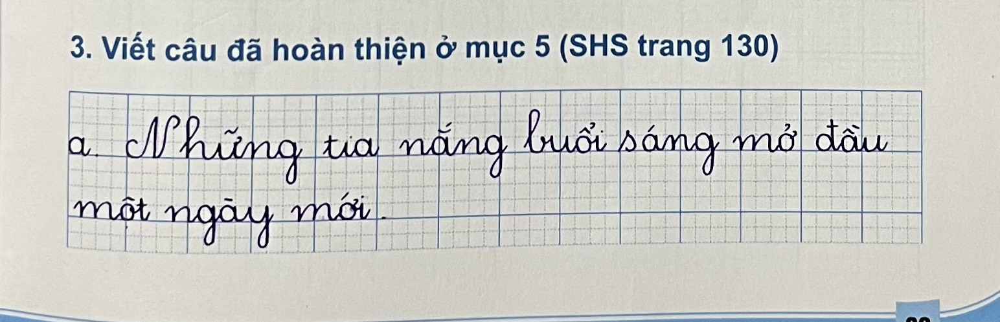 3. Viết câu đã hoàn thiện ở mục 5 (SHS trang 130)
a. Những tia nắng buổi sáng mở đầu
một ngày mới.